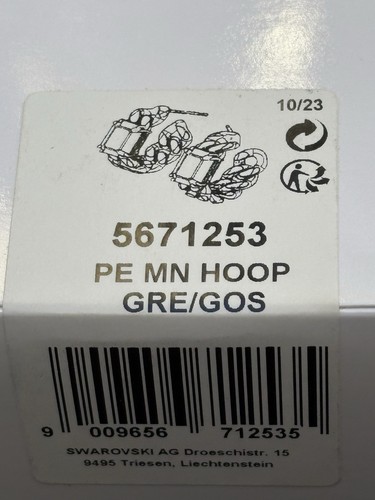 10/23
5671253
PE MN HOOP
GRE/GOS
9 009656 712535
SWAROVSKI AG Droeschistr. 15
9495 Triesen, Liechtenstein